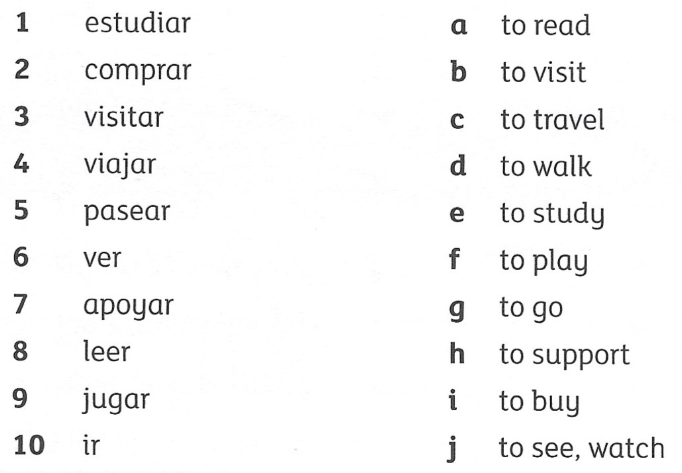 1 estudiar a to read
2 comprar b to visit
3 visitar c to travel
4 viajar d to walk
5 pasear e to study
6 ver f to play
7 apoyar g to go
8 leer h to support
9 jugar i to buy
10 ir j to see, watch